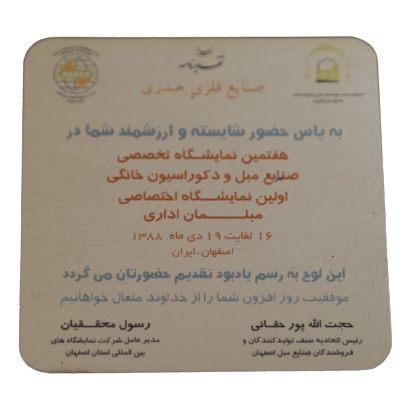 تقدیرنامه
صنایع فلزی حیدری
به پاس حضور شایسته و ارزشمند شما در
هفتمین نمایشگاه تخصصی
صنایع مبل و دکوراسیون خانگی
اولین نمایشگاه اختصاصی
مبلمان اداری
۱۶ لغایت ۱۹ دی ماه ۱۳۸۸
اصفهان-ایران
این لوح به رسم یادبود تقدیم حضورتان می گردد
موفقیت روز افزون شما را از خداوند متعال خواهانیم
حجت الله پور حقانی
رئیس اتحادیه صنف تولیدکنندگان و
فروشندگان صنایع مبل اصفهان
رسول محققیان
مدیر عامل شرکت نمایشگاه های
بین المللی استان اصفهان